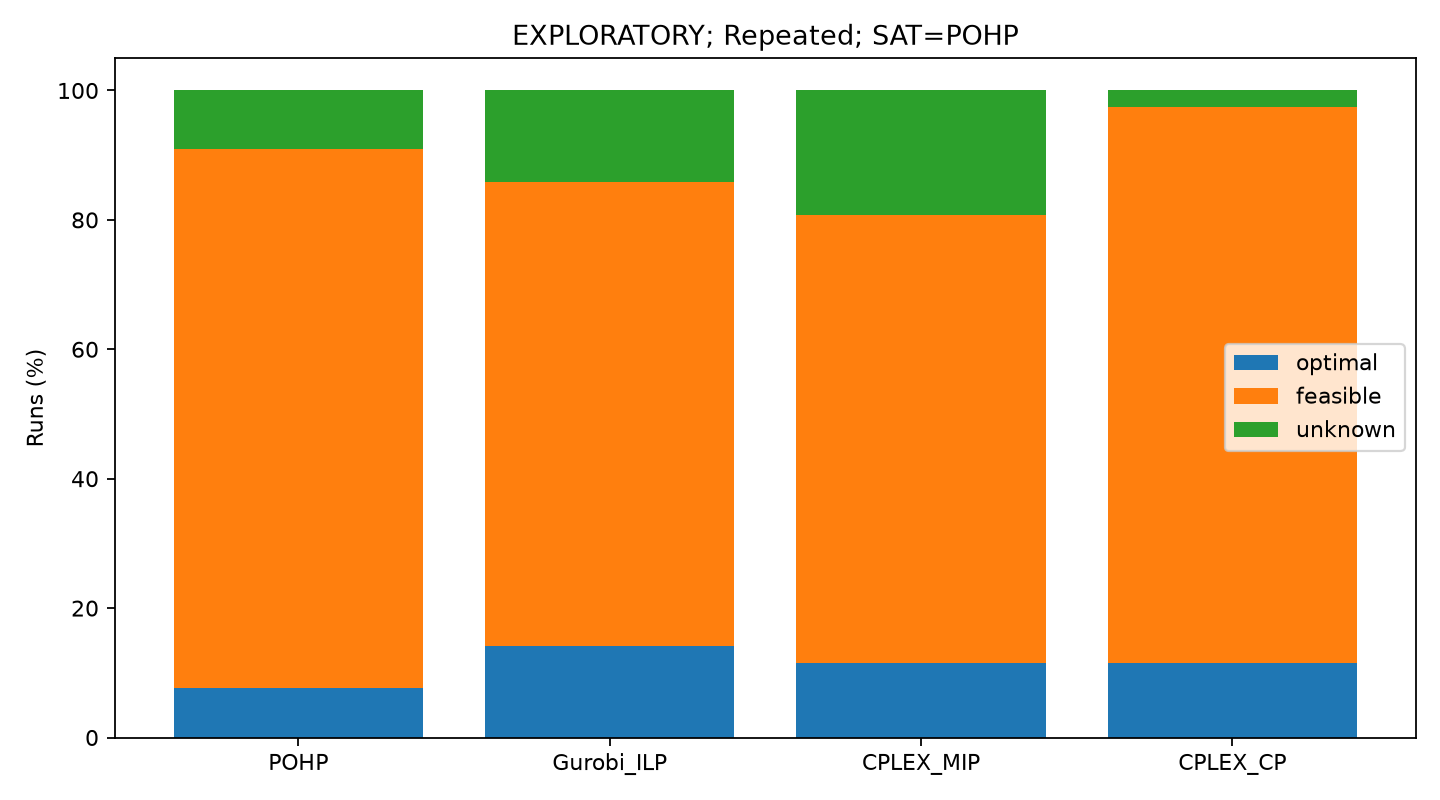 EXPLORATORY; Repeated; SAT=POHP
Runs (%)
100
80
60
40
20
0
optimal
feasible
unknown
POHP
Gurobi_ILP
CPLEX_MIP
CPLEX_CP